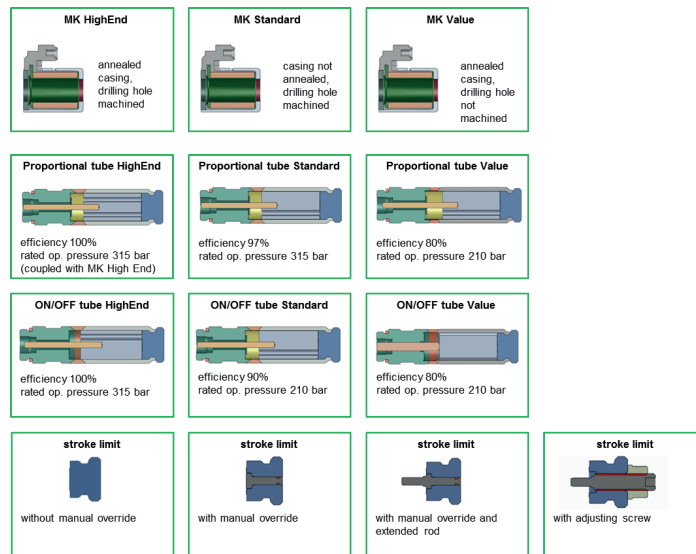 MK HighEnd
annealed
casing,
drilling hole
machined
MK Standard
casing not
annealed,
drilling hole
machined
MK Value
annealed
casing,
drilling hole
not
machined
Proportional tube HighEnd
efficiency 100%
rated op. pressure 315 bar
(coupled with MK High End)
Proportional tube Standard
efficiency 97%
rated op. pressure 315 bar
Proportional tube Value
efficiency 80%
rated op. pressure 210 bar
ON/OFF tube HighEnd
efficiency 100%
rated op. pressure 315 bar
ON/OFF tube Standard
efficiency 90%
rated op. pressure 210 bar
ON/OFF tube Value
efficiency 80%
rated op. pressure 210 bar
stroke limit
without manual override
stroke limit
with manual override
stroke limit
with manual override and
extended rod
stroke limit
with adjusting screw